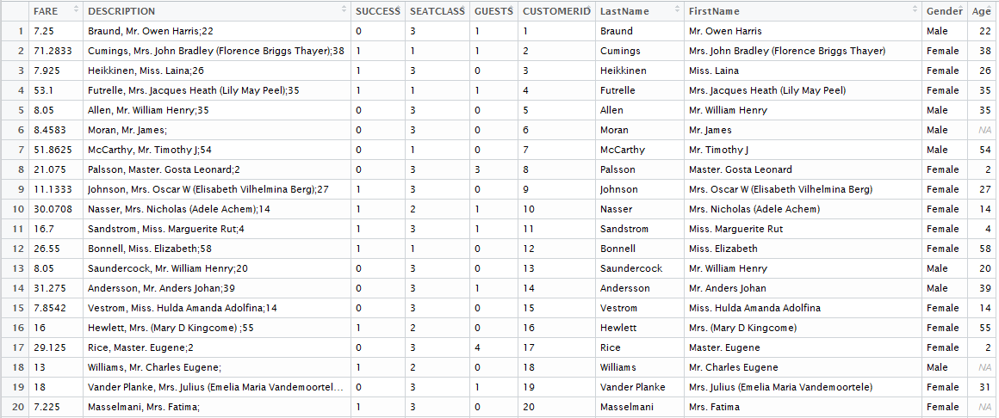 FARE DESCRIPTION SUCCESS SEATCLASS GUESTS CUSTOMERID LastName FirstName Gender Age
1 7.25 Braund, Mr. Owen Harris;22 0 3 1 1 Braund Mr. Owen Harris Male 22
2 71.2833 Cumings, Mrs. John Bradley (Florence Briggs Thayer);38 1 1 1 2 Cumings Mrs. John Bradley (Florence Briggs Thayer) Female 38
3 7.925 Heikkinen, Miss. Laina;26 1 3 0 3 Heikkinen Miss. Laina Female 26
4 53.1 Futrelle, Mrs. Jacques Heath (Lily May Peel);35 1 1 1 4 Futrelle Mrs. Jacques Heath (Lily May Peel) Female 35
5 8.05 Allen, Mr. William Henry;35 0 3 0 5 Allen Mr. William Henry Male 35
6 8.4583 Moran, Mr. James; 0 3 0 6 Moran Mr. James Male NA
7 51.8625 McCarthy, Mr. Timothy J;54 0 1 0 7 McCarthy Mr. Timothy J Male 54
8 21.075 Palsson, Master. Gosta Leonard;2 0 3 3 8 Palsson Master. Gosta Leonard Female 2
9 11.1333 Johnson, Mrs. Oscar W (Elisabeth Vilhelmina Berg);27 1 3 0 9 Johnson Mrs. Oscar W (Elisabeth Vilhelmina Berg) Female 27
10 30.0708 Nasser, Mrs. Nicholas (Adele Achem);14 1 2 1 10 Nasser Mrs. Nicholas (Adele Achem) Female 14
11 16.7 Sandstrom, Miss. Marguerite Rut;4 1 3 1 11 Sandstrom Miss. Marguerite Rut Female 4
12 26.55 Bonnell, Miss. Elizabeth;58 1 1 0 12 Bonnell Miss. Elizabeth Female 58
13 8.05 Saundercock, Mr. William Henry;20 0 3 0 13 Saundercock Mr. William Henry Male 20
14 31.275 Andersson, Mr. Anders Johan;39 0 3 1 14 Andersson Mr. Anders Johan Male 39
15 7.8542 Vestrom, Miss. Hulda Amanda Adolfina;14 0 3 0 15 Vestrom Miss. Hulda Amanda Adolfina Female 14
16 16 Hewlett, Mrs. (Mary D Kingcome) ;55 1 2 0 16 Hewlett Mrs. (Mary D Kingcome) Female 55
17 29.125 Rice, Master. Eugene;2 0 3 4 17 Rice Master. Eugene Female 2
18 13 Williams, Mr. Charles Eugene; 1 2 0 18 Williams Mr. Charles Eugene Male NA
19 18 Vander Planke, Mrs. Julius (Emelia Maria Vandemoortel... 0 3 1 19 Vander Planke Mrs. Julius (Emelia Maria Vandemoortele) Female 31
20 7.225 Masselmani, Mrs. Fatima; 1 3 0 20 Masselmani Mrs. Fatima Female NA